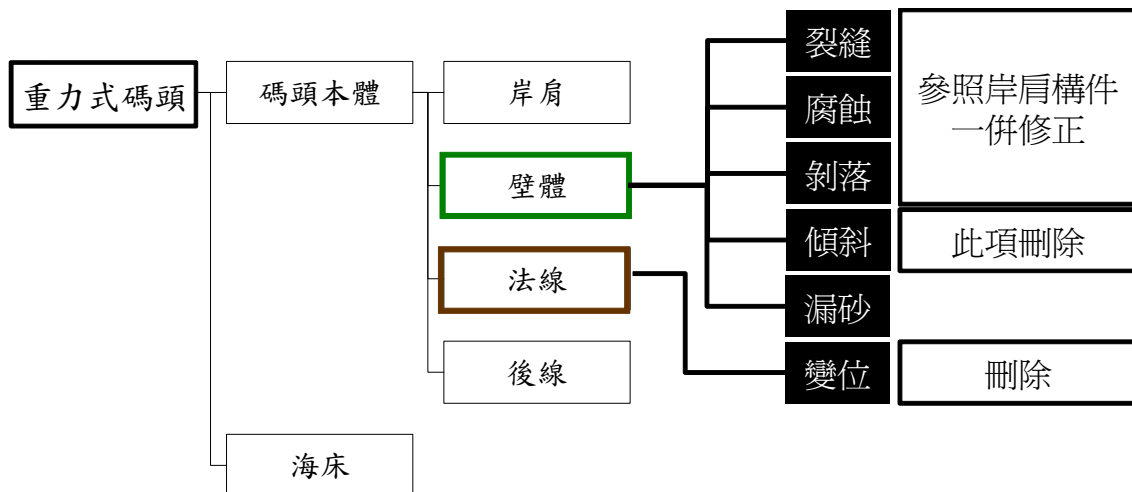 重力式碼頭
碼頭本體
岸肩
壁體
法線
後線
海床
裂縫
腐蝕
剝落
傾斜
漏砂
變位
參照岸肩構件
一併修正
此項刪除
刪除